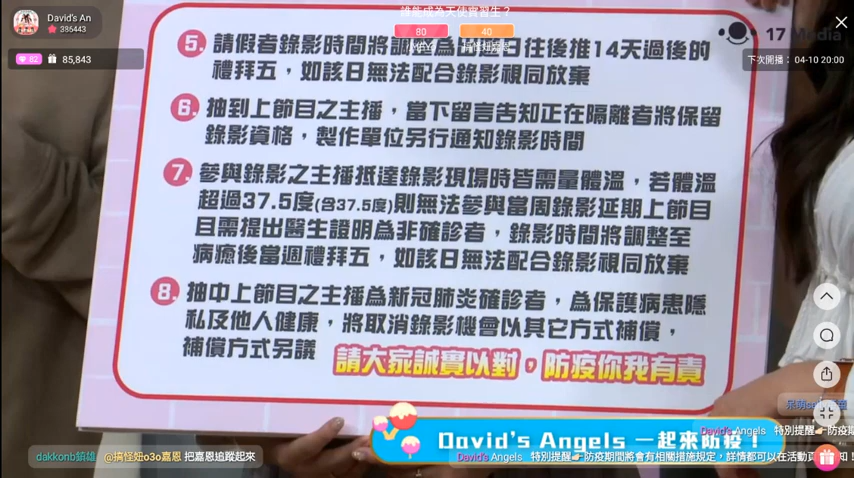 誰能成為天使實習生？
David's An
336443
80
40
17 Media
82
85,843
下次開播： 04-10 20:00
5. 請假者錄影時間將調
日往後推14天過後的
禮拜五，如該日無法配合錄影視同放棄
6. 抽到上節目之主播，當下留言告知正在隔離者將保留
錄影資格，製作單位另行通知錄影時間
7. 參與錄影之主播抵達錄影現場時皆需量體溫，若體溫
超過37.5度(含37.5度)則無法參與當周錄影延期上節目
且需提出醫生證明為非確診者，錄影時間將調整至
病癒後當週禮拜五，如該日無法配合錄影視同放棄
8. 抽中上節目之主播為新冠肺炎確診者，為保護病患隱
私及他人健康，將取消錄影機會以其它方式補償，
補償方式另議
請大家誠實以對，防疫你我有責
David's Angels 一起來防疫！
David's Angels 特別提醒👉防疫期
dakkonb鎮雄 @搞怪妞o3o嘉恩 把嘉恩追蹤起來
David's Angels 特別提醒👉防疫期間將會有相關措施規定，詳情都可以在活動頁
知！